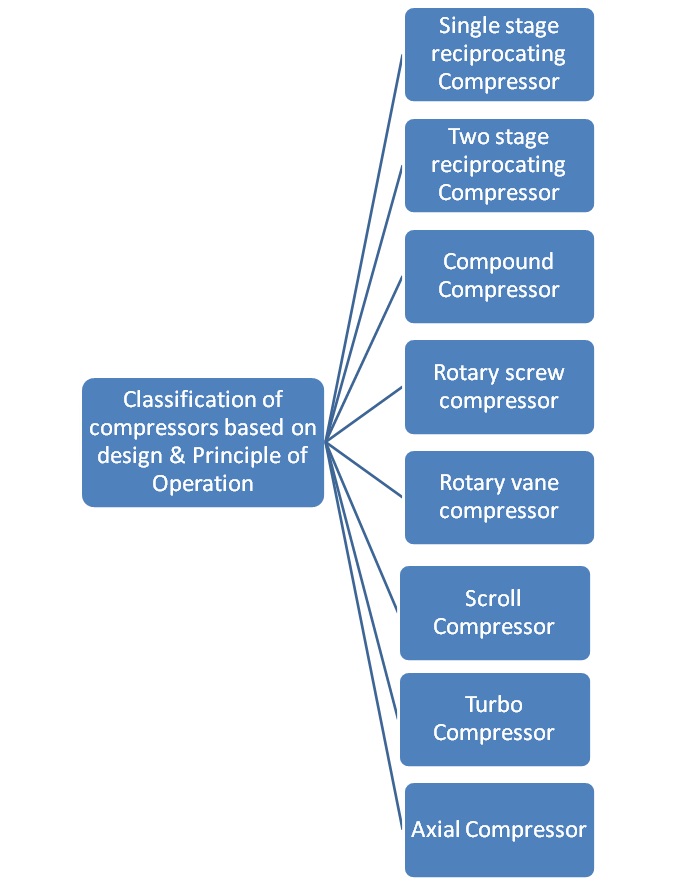 Single stage
reciprocating
Compressor
Two stage
reciprocating
Compressor
Compound
Compressor
Rotary screw
compressor
Classification of
compressors based on
design & Principle of
Operation
Rotary vane
compressor
Scroll
Compressor
Turbo
Compressor
Axial Compressor